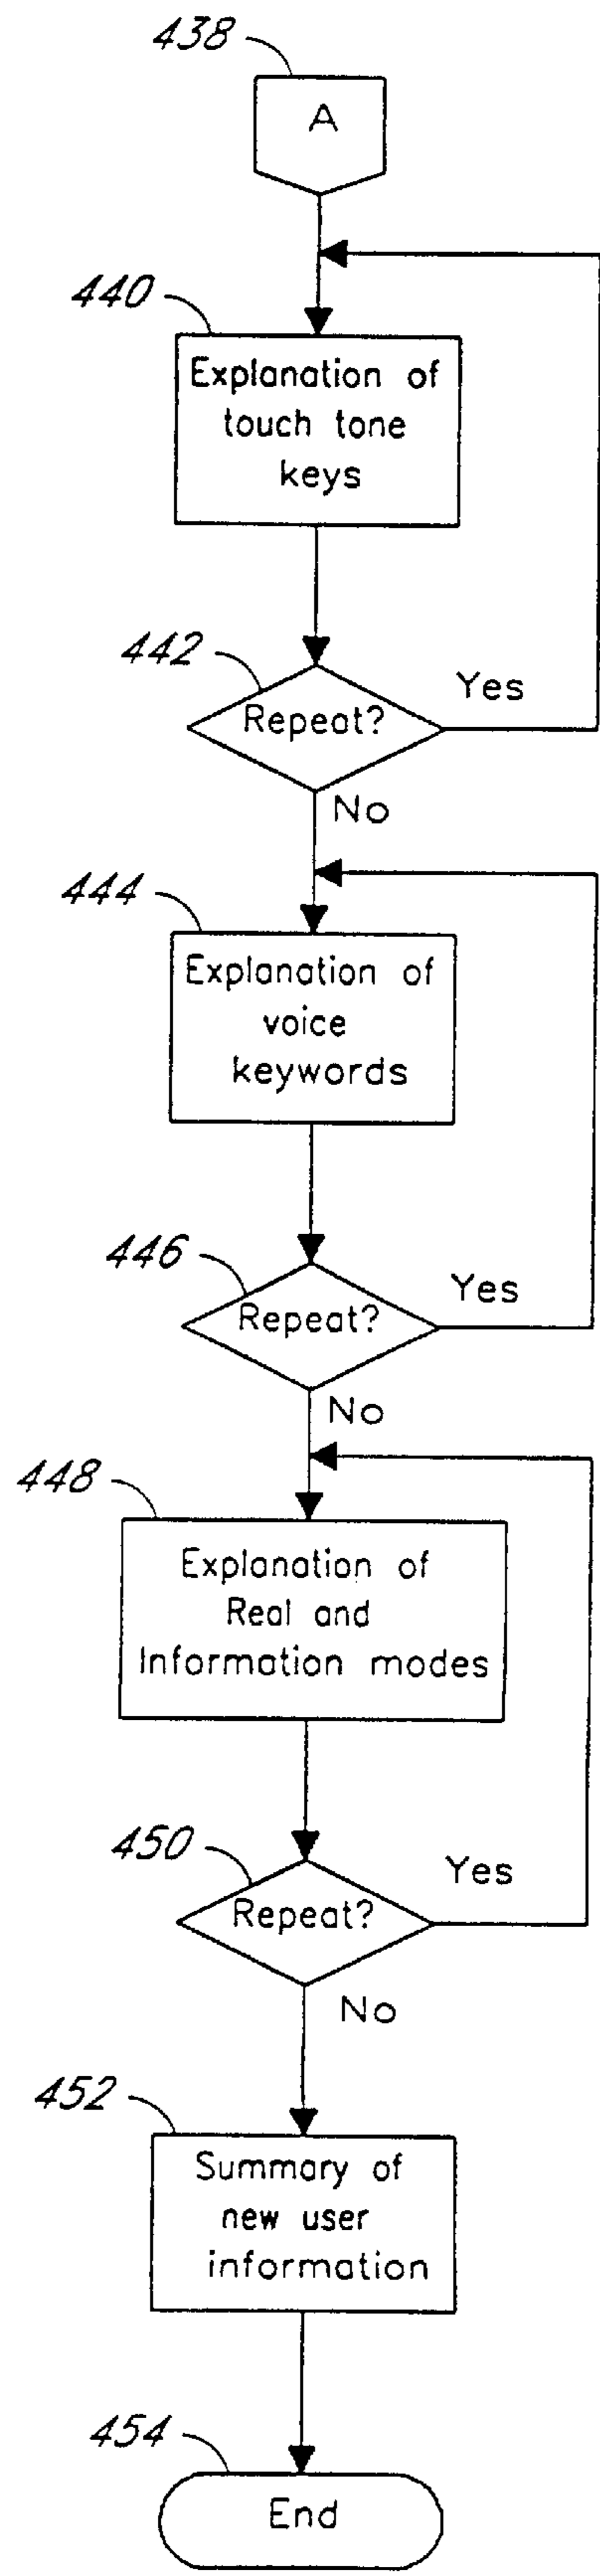 438
A
440
Explanation of
touch tone
keys
442
Repeat?
Yes
No
444
Explanation of
voice
keywords
446
Repeat?
Yes
No
448
Explanation of
Real and
Information modes
450
Repeat?
Yes
No
452
Summary of
new user
information
454
End